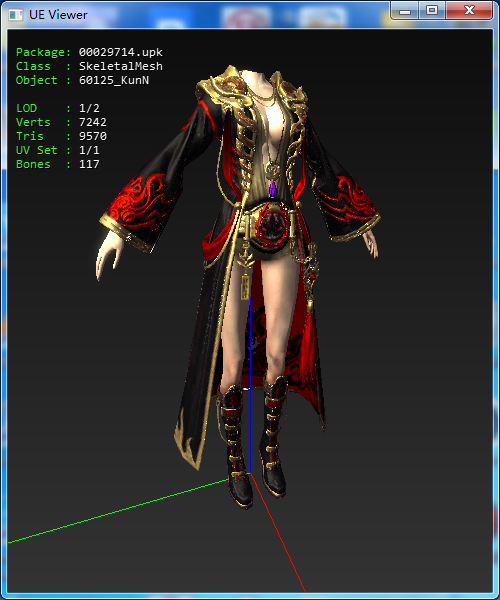 UE Viewer
Package: 00029714.upk
Class : SkeletalMesh
Object : 60125_KunN
LOD : 1/2
Verts : 7242
Tris : 9570
UV Set : 1/1
Bones : 117